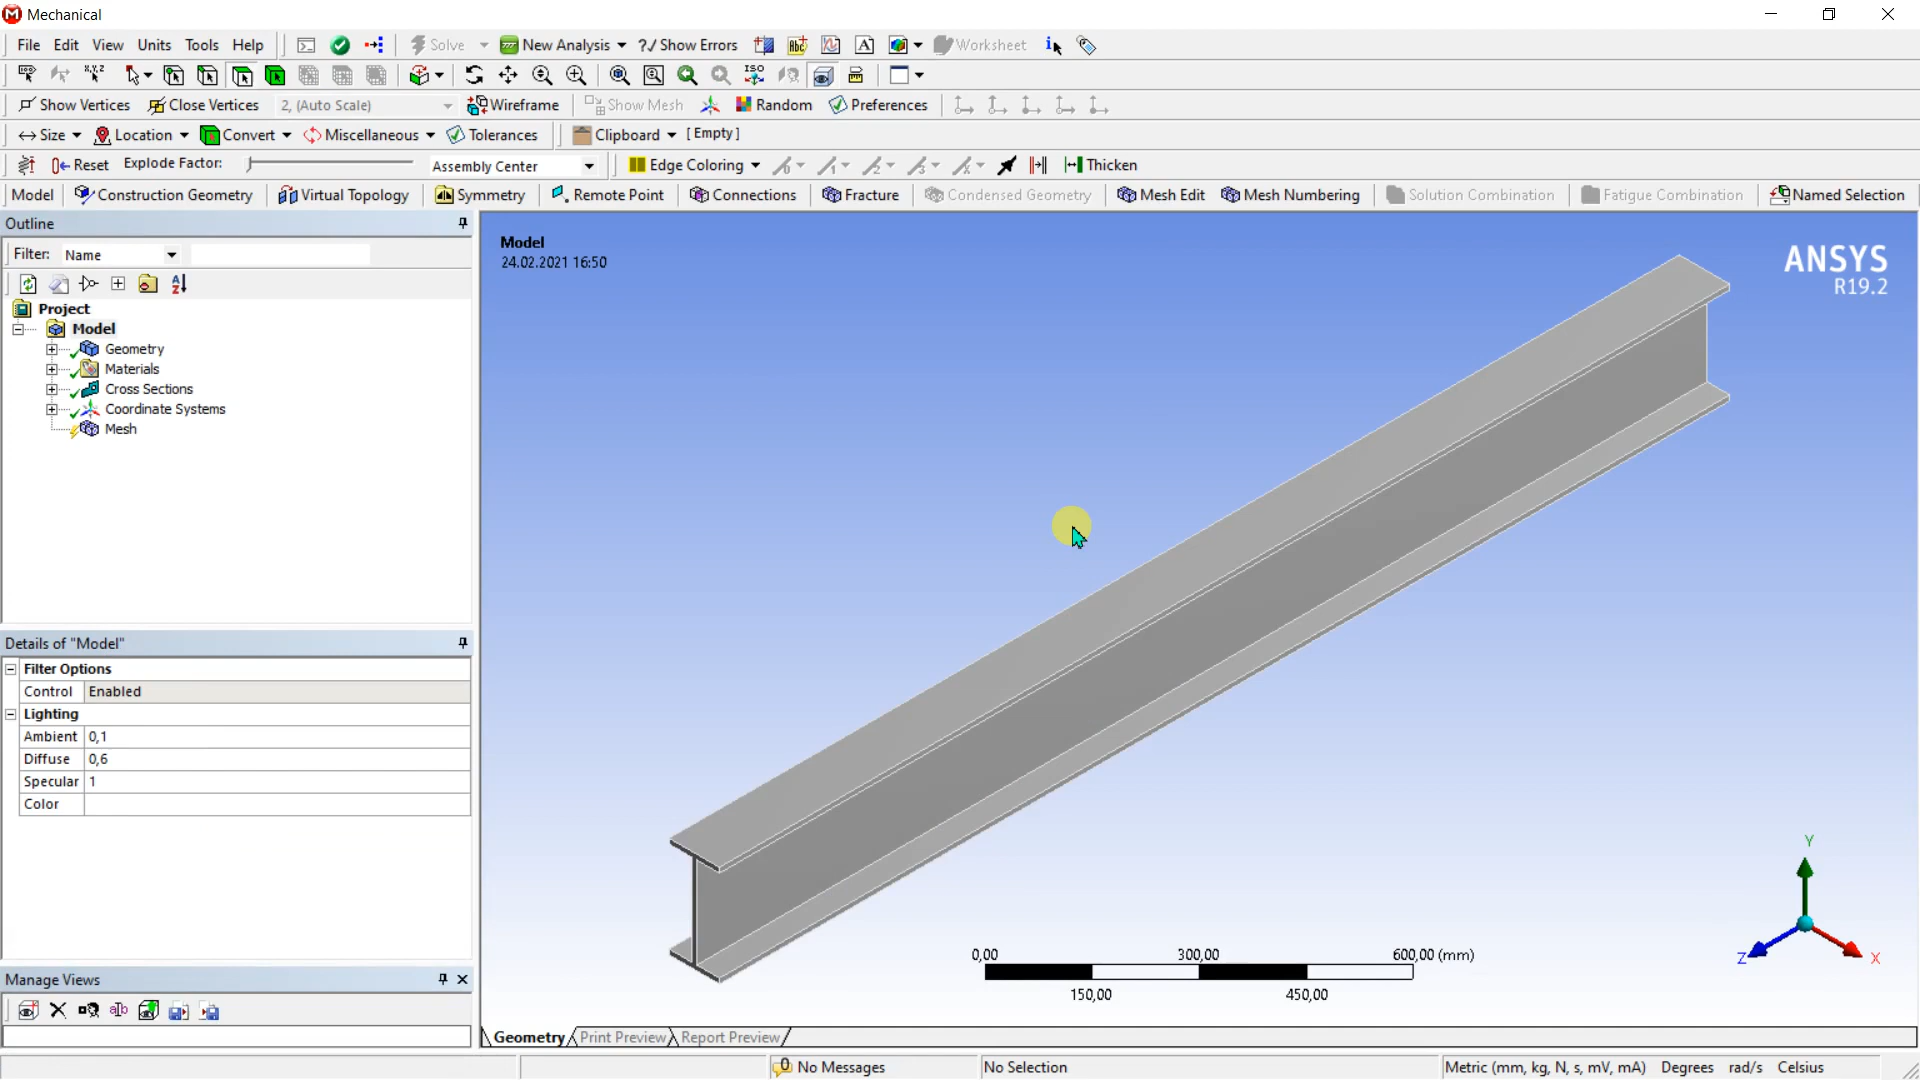 Mechanical
File Edit View Units Tools Help Solve New Analysis ?/ Show Errors Worksheet
Show Vertices Close Vertices 2, (Auto Scale) Wireframe Show Mesh Random Preferences
Size Location Convert Miscellaneous Tolerances Clipboard [ Empty ]
Reset Explode Factor: Assembly Center Edge Coloring Thicken
Model Construction Geometry Virtual Topology Symmetry Remote Point Connections Fracture Condensed Geometry Mesh Edit Mesh Numbering Solution Combination Fatigue Combination Named Selection
Outline
Filter: Name
Project
Model
Geometry
Materials
Cross Sections
Coordinate Systems
Mesh
Details of "Model"
Filter Options
Control Enabled
Lighting
Ambient 0,1
Diffuse 0,6
Specular 1
Color
Manage Views
Model
24.02.2021 16:50
ANSYS
R19.2
0,00 300,00 600,00 (mm)
150,00 450,00
Y
Z
X
Geometry Print Preview Report Preview
No Messages No Selection Metric (mm, kg, N, s, mV, mA) Degrees rad/s Celsius